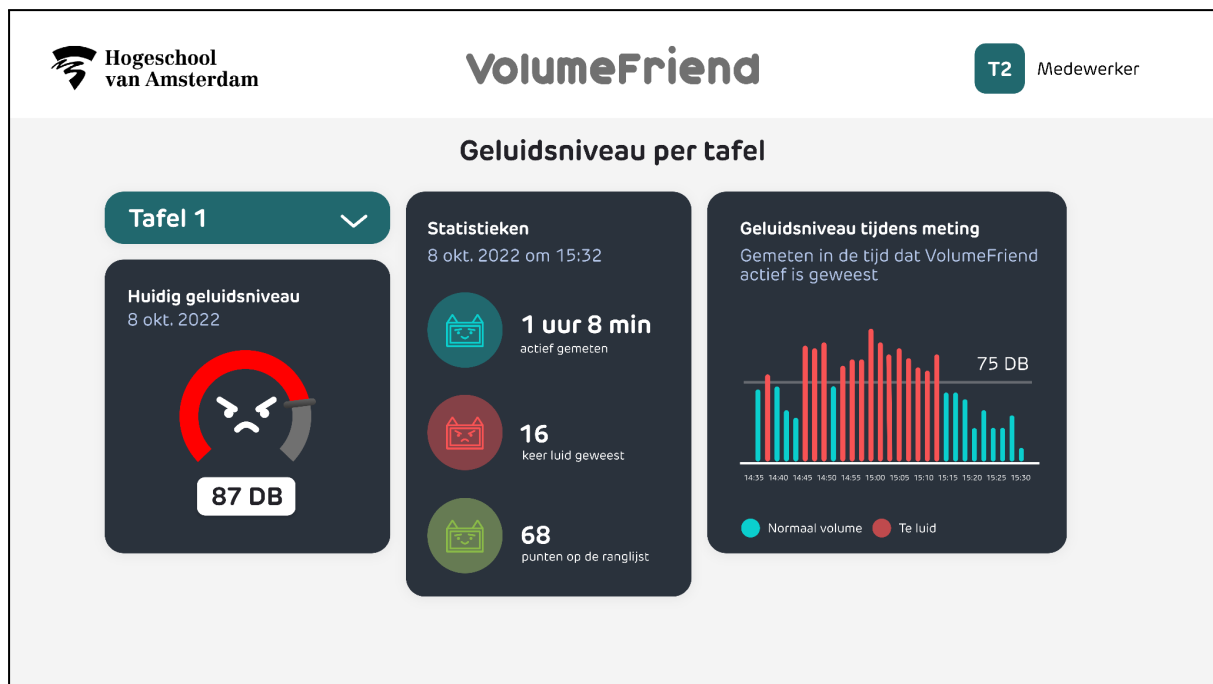 Hogeschool
van Amsterdam
VolumeFriend
T2 Medewerker
Geluidsniveau per tafel
Tafel 1
Huidig geluidsniveau
8 okt. 2022
87 DB
Statistieken
8 okt. 2022 om 15:32
1 uur 8 min
actief gemeten
16
keer luid geweest
68
punten op de ranglijst
Geluidsniveau tijdens meting
Gemeten in de tijd dat VolumeFriend
actief is geweest
75 DB
14:35 14:40 14:45 14:50 14:55 15:00 15:05 15:10 15:15 15:20 15:25 15:30
Normaal volume Te luid